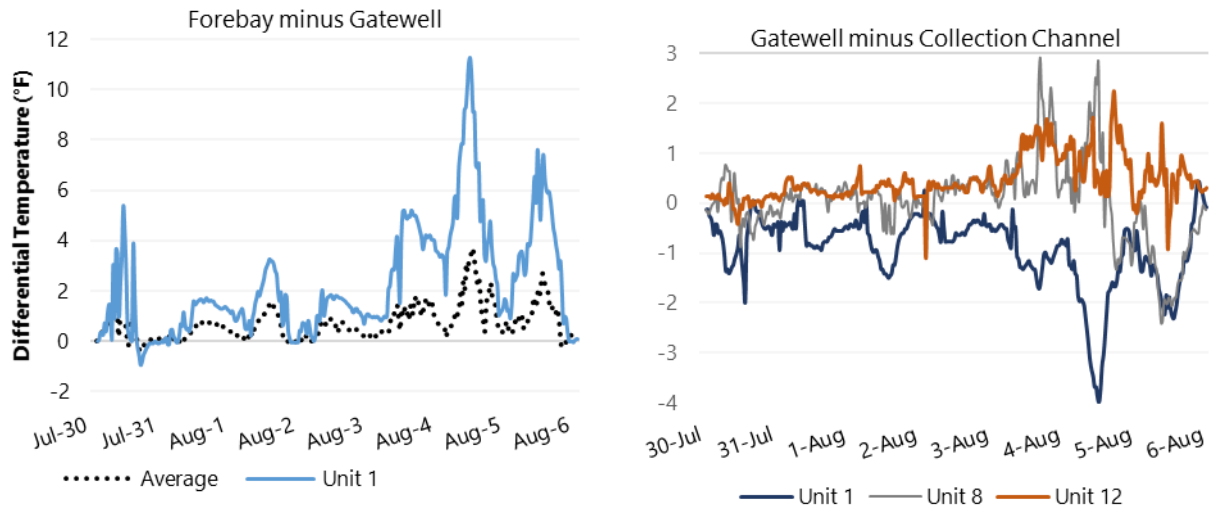 Forebay minus Gatewell
Differential Temperature (°F)
12
10
8
6
4
2
0
-2
Jul-30
Jul-31
Aug-1
Aug-2
Aug-3
Aug-4
Aug-5
Aug-6
Average
Unit 1
Gatewell minus Collection Channel
3
2
1
0
-1
-2
-3
-4
30-Jul
31-Jul
1-Aug
2-Aug
3-Aug
4-Aug
5-Aug
6-Aug
Unit 1
Unit 8
Unit 12